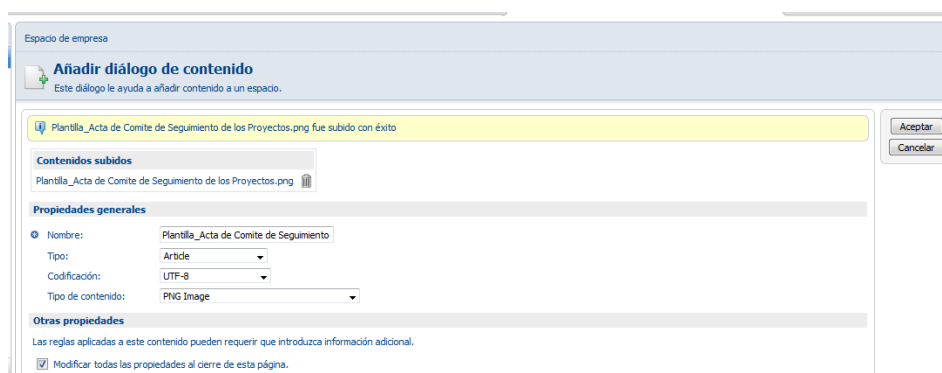 Espacio de empresa
Añadir diálogo de contenido
Este diálogo le ayuda a añadir contenido a un espacio.
Plantilla_Acta de Comite de Seguimiento de los Proyectos.png fue subido con éxito
Aceptar
Cancelar
Contenidos subidos
Plantilla_Acta de Comite de Seguimiento de los Proyectos.png
Propiedades generales
Nombre: Plantilla_Acta de Comite de Seguimiento
Tipo: Article
Codificación: UTF-8
Tipo de contenido: PNG Image
Otras propiedades
Las reglas aplicadas a este contenido pueden requerir que introduzca información adicional.
Modificar todas las propiedades al cierre de esta página.